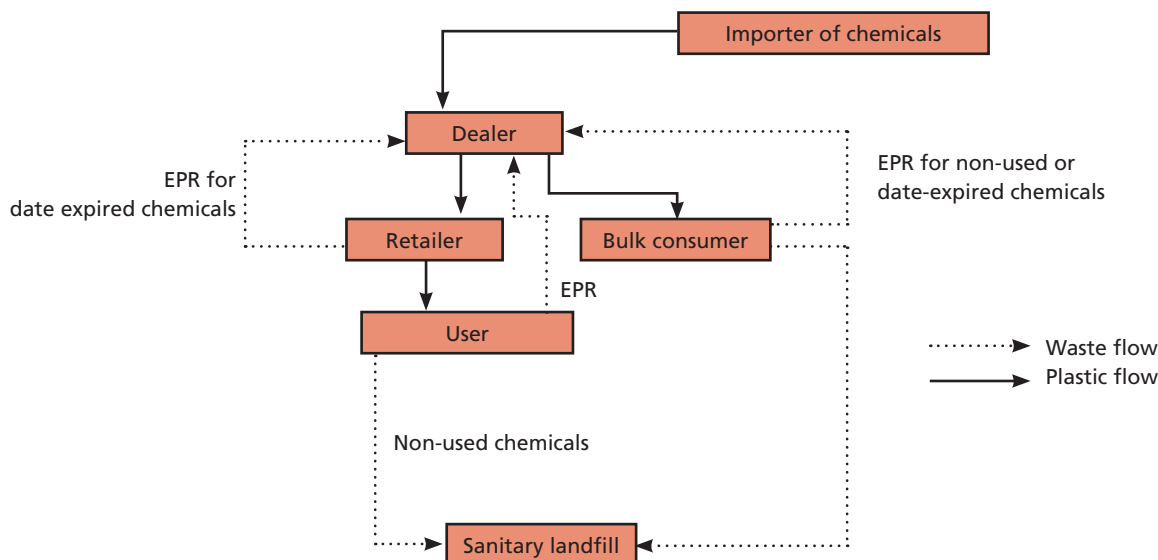 Importer of chemicals
Dealer
EPR for
date expired chemicals
EPR for non-used or
date-expired chemicals
Retailer
Bulk consumer
EPR
User
Waste flow
Plastic flow
Non-used chemicals
Sanitary landfill